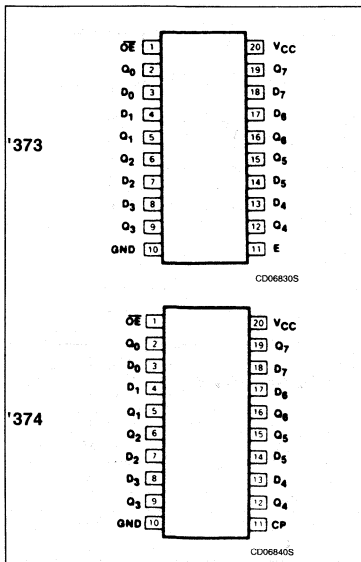 '373
OE 1 20 VCC
Q0 2 19 Q7
D0 3 18 D7
D1 4 17 D6
Q1 5 16 Q6
Q2 6 15 Q5
D2 7 14 D5
D3 8 13 D4
Q3 9 12 Q4
GND 10 11 E
CD06830S
'374
OE 1 20 VCC
Q0 2 19 Q7
D0 3 18 D7
D1 4 17 D6
Q1 5 16 Q6
Q2 6 15 Q5
D2 7 14 D5
D3 8 13 D4
Q3 9 12 Q4
GND 10 11 CP
CD06840S